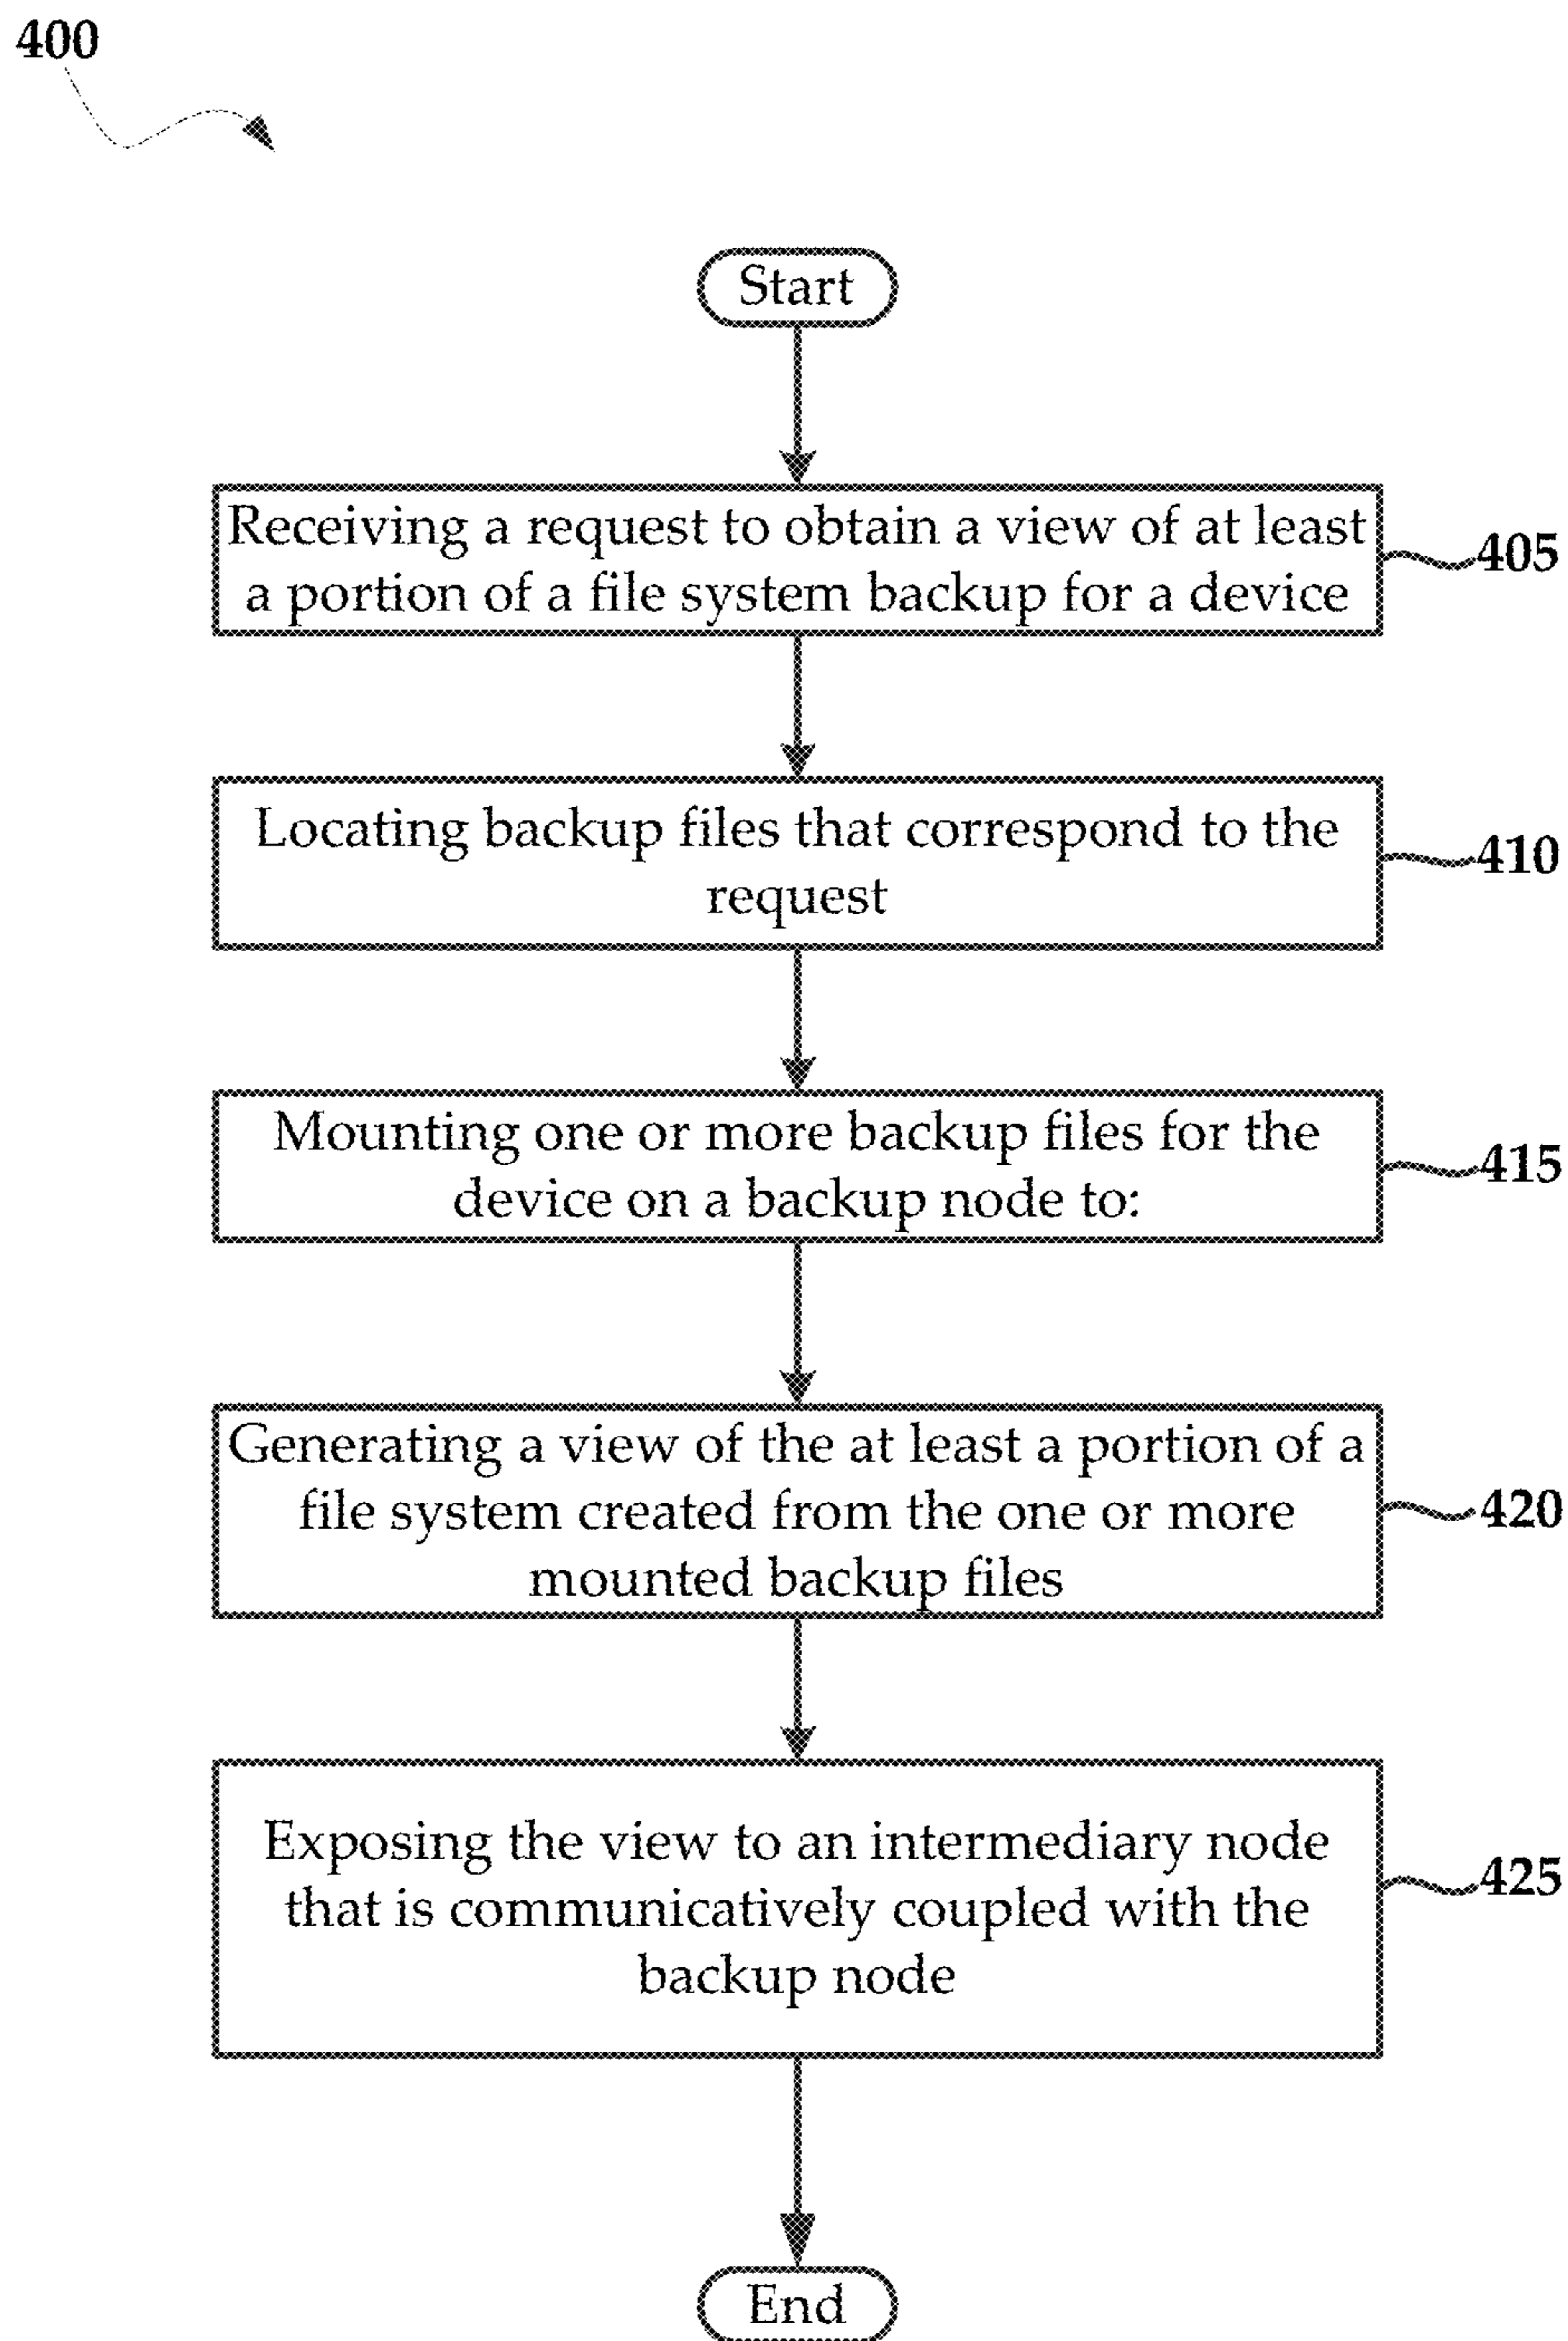 400
Start
Receiving a request to obtain a view of at least
a portion of a file system backup for a device
405
Locating backup files that correspond to the
request
410
Mounting one or more backup files for the
device on a backup node to:
415
Generating a view of the at least a portion of a
file system created from the one or more
mounted backup files
420
Exposing the view to an intermediary node
that is communicatively coupled with the
backup node
425
End